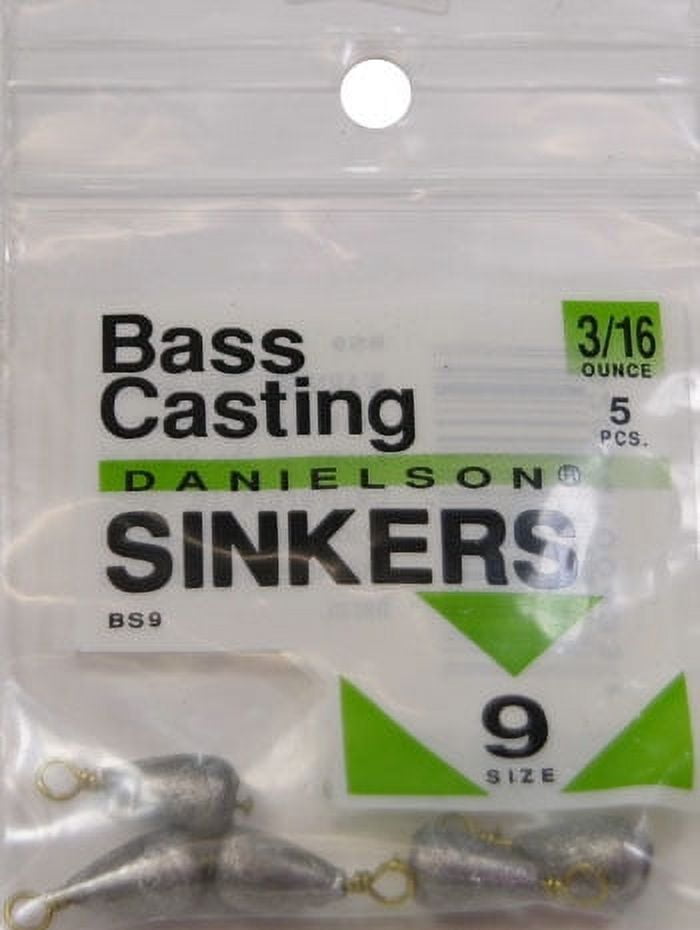 Bass
Casting
3/16
OUNCE
5
PCS.
DANIELSON®
SINKERS
BS9
9
SIZE